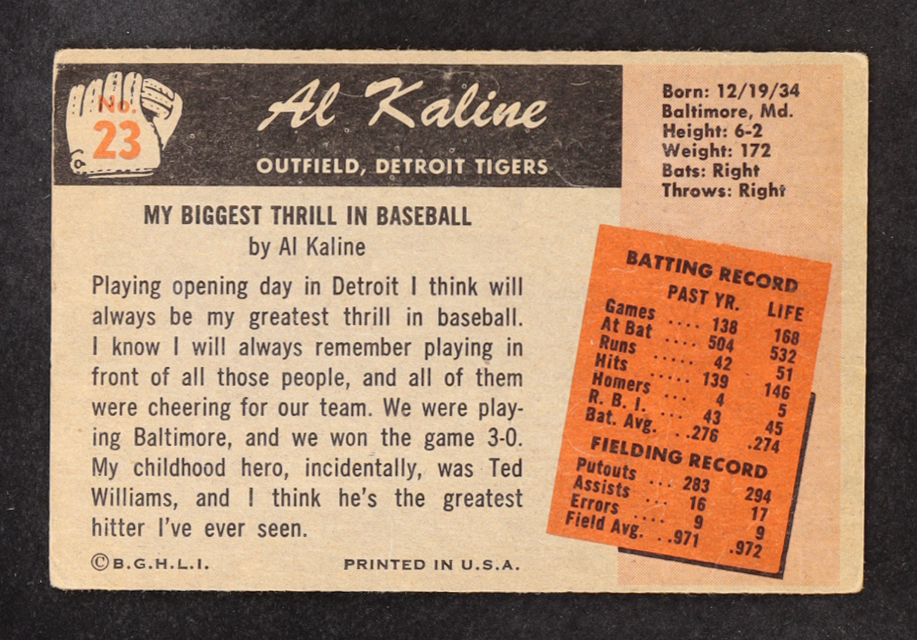 No.
23
Al Kaline
OUTFIELD, DETROIT TIGERS
Born: 12/19/34
Baltimore, Md.
Height: 6-2
Weight: 172
Bats: Right
Throws: Right
MY BIGGEST THRILL IN BASEBALL
by Al Kaline
Playing opening day in Detroit I think will
always be my greatest thrill in baseball.
I know I will always remember playing in
front of all those people, and all of them
were cheering for our team. We were play-
ing Baltimore, and we won the game 3-0.
My childhood hero, incidentally, was Ted
Williams, and I think he's the greatest
hitter I've ever seen.
©B.G.H.L.I. PRINTED IN U.S.A.
BATTING RECORD
PAST YR. LIFE
Games .... 138 168
At Bat .... 504 532
Runs ..... 42 51
Hits ..... 139 146
Homers ... 4 5
R. B. I. ... 43 45
Bat. Avg. . .276 .274
FIELDING RECORD
Putouts ... 283 294
Assists .... 16 17
Errors .... 9 9
Field Avg. . .971 .972